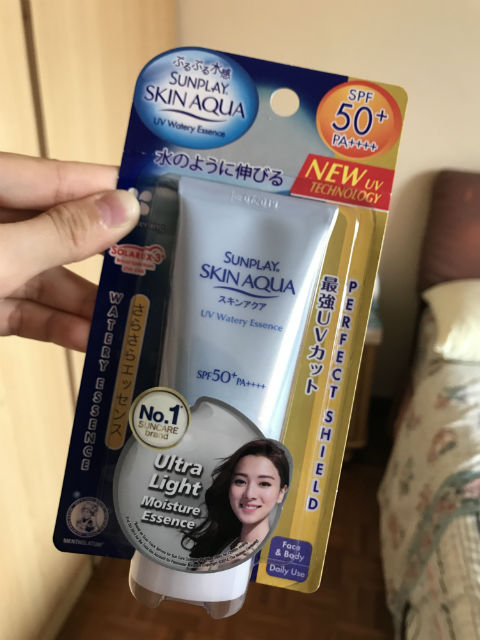 ぷるぷる水感
SUNPLAY®
SKIN AQUA
UV Watery Essence
SPF
50+
PA++++
水のように伸びる
NEW UV
TECHNOLOGY
SOLAREX-3
SUNPLAY®
SKIN AQUA
スキンアクア
UV Watery Essence
SPF50+PA++++
さらさらエッセンス
WATERY ESSENCE
最強UVカット
PERFECT SHIELD
No.1*
SUNCARE
brand
Ultra
Light
Moisture
Essence
MENTHOLATUM
Face &
Body
Daily Use